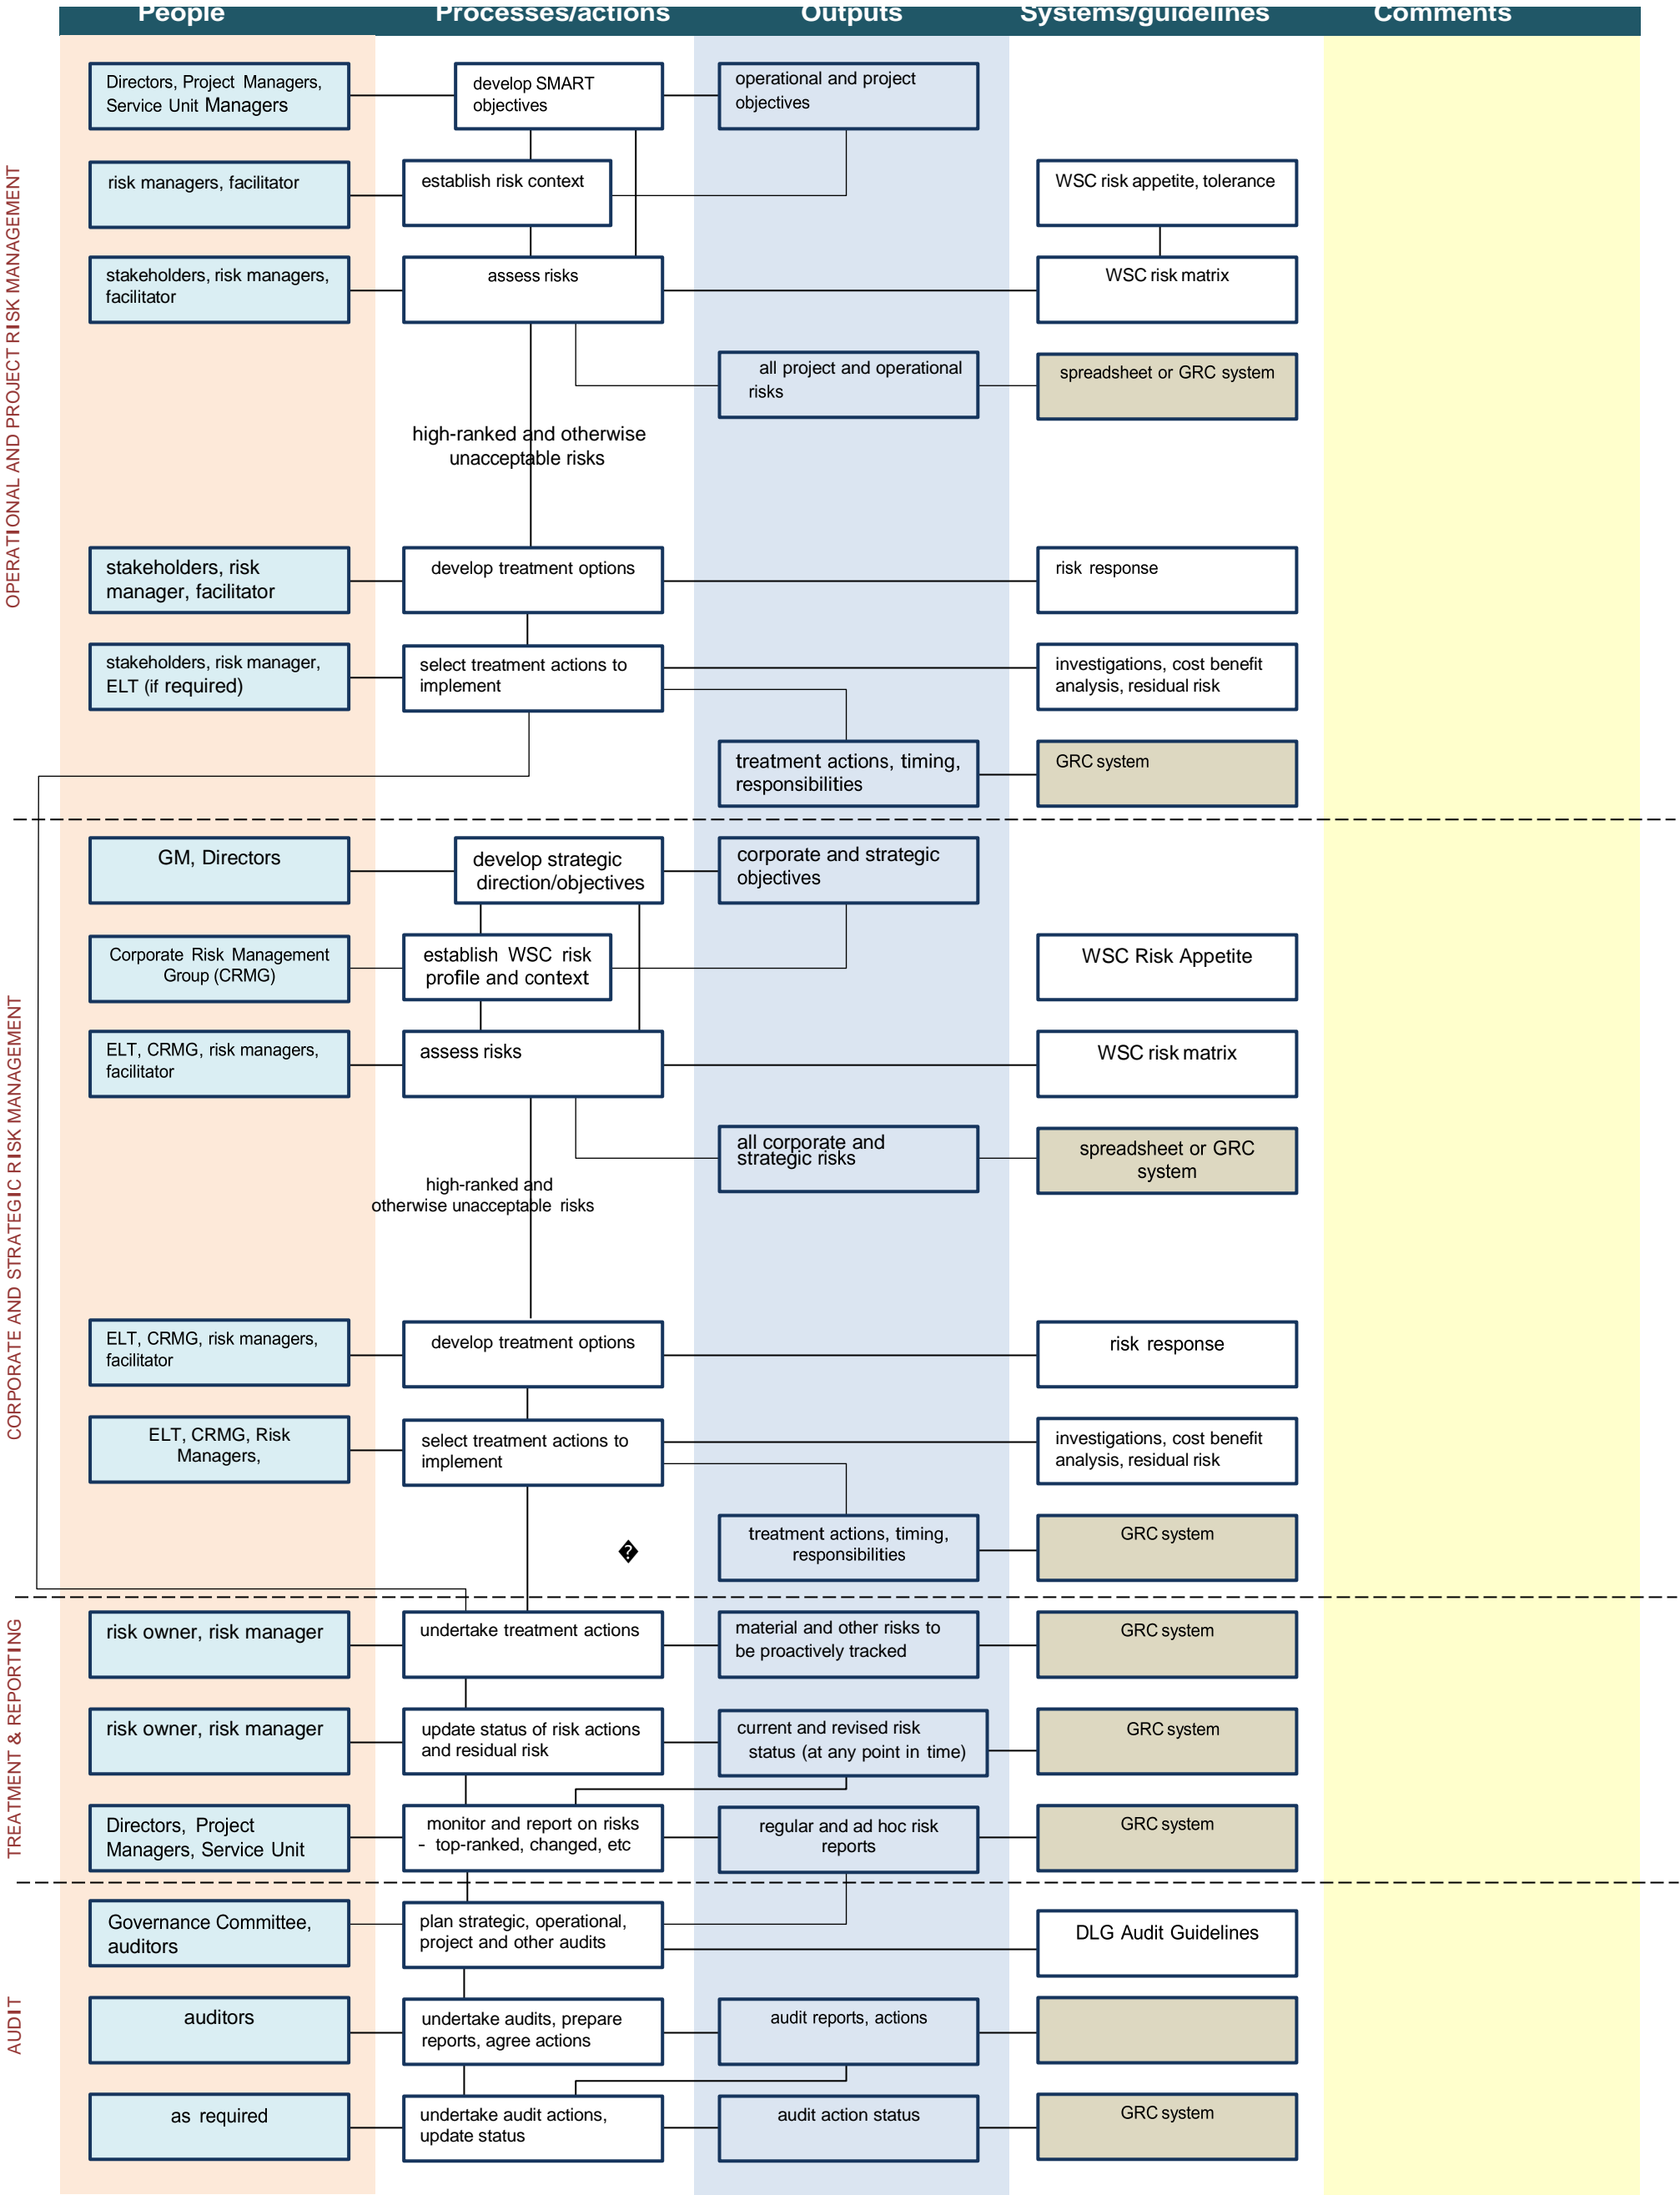 People
Processes/actions
Outputs
Systems/guidelines
Comments
OPERATIONAL AND PROJECT RISK MANAGEMENT
Directors, Project Managers,
Service Unit Managers
develop SMART
objectives
operational and project
objectives
risk managers, facilitator
establish risk context
WSC risk appetite, tolerance
stakeholders, risk managers,
facilitator
assess risks
WSC risk matrix
all project and operational
risks
spreadsheet or GRC system
high-ranked and otherwise
unacceptable risks
stakeholders, risk
manager, facilitator
develop treatment options
risk response
stakeholders, risk manager,
ELT (if required)
select treatment actions to
implement
investigations, cost benefit
analysis, residual risk
treatment actions, timing,
responsibilities
GRC system
CORPORATE AND STRATEGIC RISK MANAGEMENT
GM, Directors
develop strategic
direction/objectives
corporate and strategic
objectives
Corporate Risk Management
Group (CRMG)
establish WSC risk
profile and context
WSC Risk Appetite
ELT, CRMG, risk managers,
facilitator
assess risks
WSC risk matrix
all corporate and
strategic risks
spreadsheet or GRC
system
high-ranked and
otherwise unacceptable risks
ELT, CRMG, risk managers,
facilitator
develop treatment options
risk response
ELT, CRMG, Risk
Managers,
select treatment actions to
implement
investigations, cost benefit
analysis, residual risk
�
treatment actions, timing,
responsibilities
GRC system
TREATMENT & REPORTING
risk owner, risk manager
undertake treatment actions
material and other risks to
be proactively tracked
GRC system
risk owner, risk manager
update status of risk actions
and residual risk
current and revised risk
status (at any point in time)
GRC system
Directors, Project
Managers, Service Unit
monitor and report on risks
- top-ranked, changed, etc
regular and ad hoc risk
reports
GRC system
AUDIT
Governance Committee,
auditors
plan strategic, operational,
project and other audits
DLG Audit Guidelines
auditors
undertake audits, prepare
reports, agree actions
audit reports, actions
as required
undertake audit actions,
update status
audit action status
GRC system